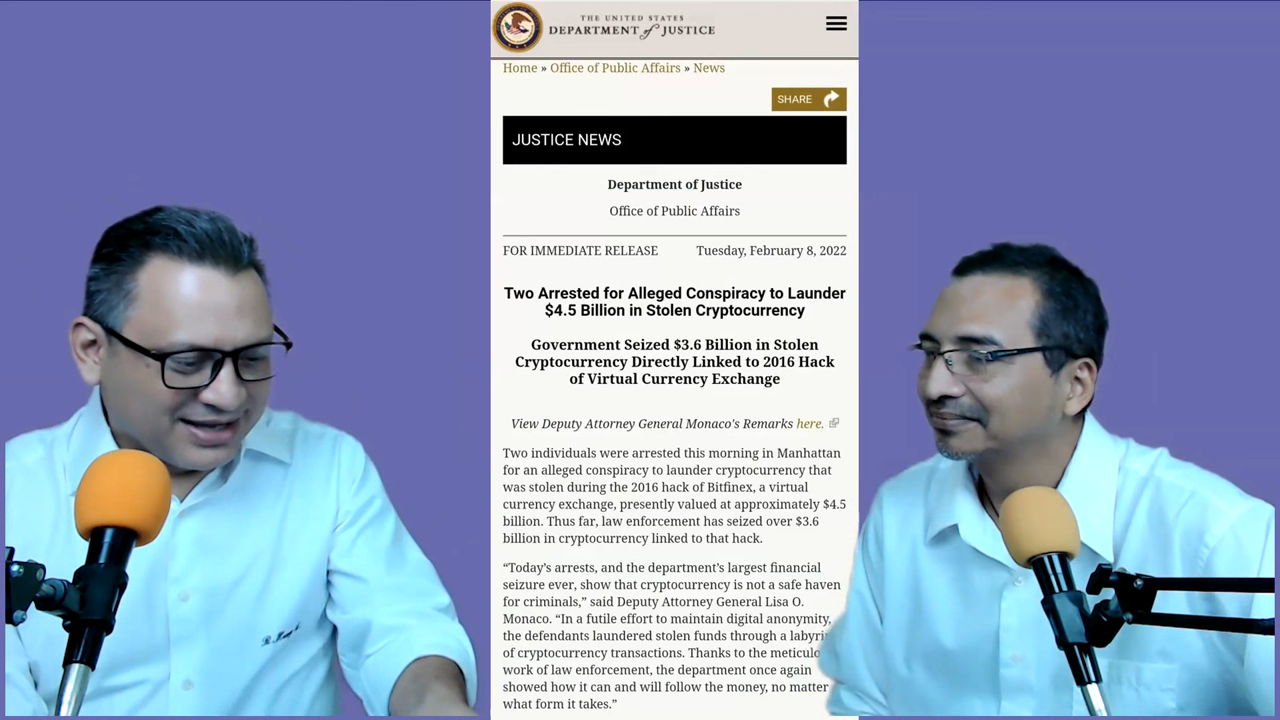 THE UNITED STATES
DEPARTMENT of JUSTICE
Home » Office of Public Affairs » News
SHARE
JUSTICE NEWS
Department of Justice
Office of Public Affairs
FOR IMMEDIATE RELEASE Tuesday, February 8, 2022
Two Arrested for Alleged Conspiracy to Launder
$4.5 Billion in Stolen Cryptocurrency
Government Seized $3.6 Billion in Stolen
Cryptocurrency Directly Linked to 2016 Hack
of Virtual Currency Exchange
View Deputy Attorney General Monaco's Remarks here.
Two individuals were arrested this morning in Manhattan
for an alleged conspiracy to launder cryptocurrency that
was stolen during the 2016 hack of Bitfinex, a virtual
currency exchange, presently valued at approximately $4.5
billion. Thus far, law enforcement has seized over $3.6
billion in cryptocurrency linked to that hack.
“Today’s arrests, and the department’s largest financial
seizure ever, show that cryptocurrency is not a safe haven
for criminals,” said Deputy Attorney General Lisa O.
Monaco. “In a futile effort to maintain digital anonymity,
the defendants laundered stolen funds through a
of cryptocurrency transactions. Thanks to the
work of law enforcement, the department once again
showed how it can and will follow the money, no matter
what form it takes.”